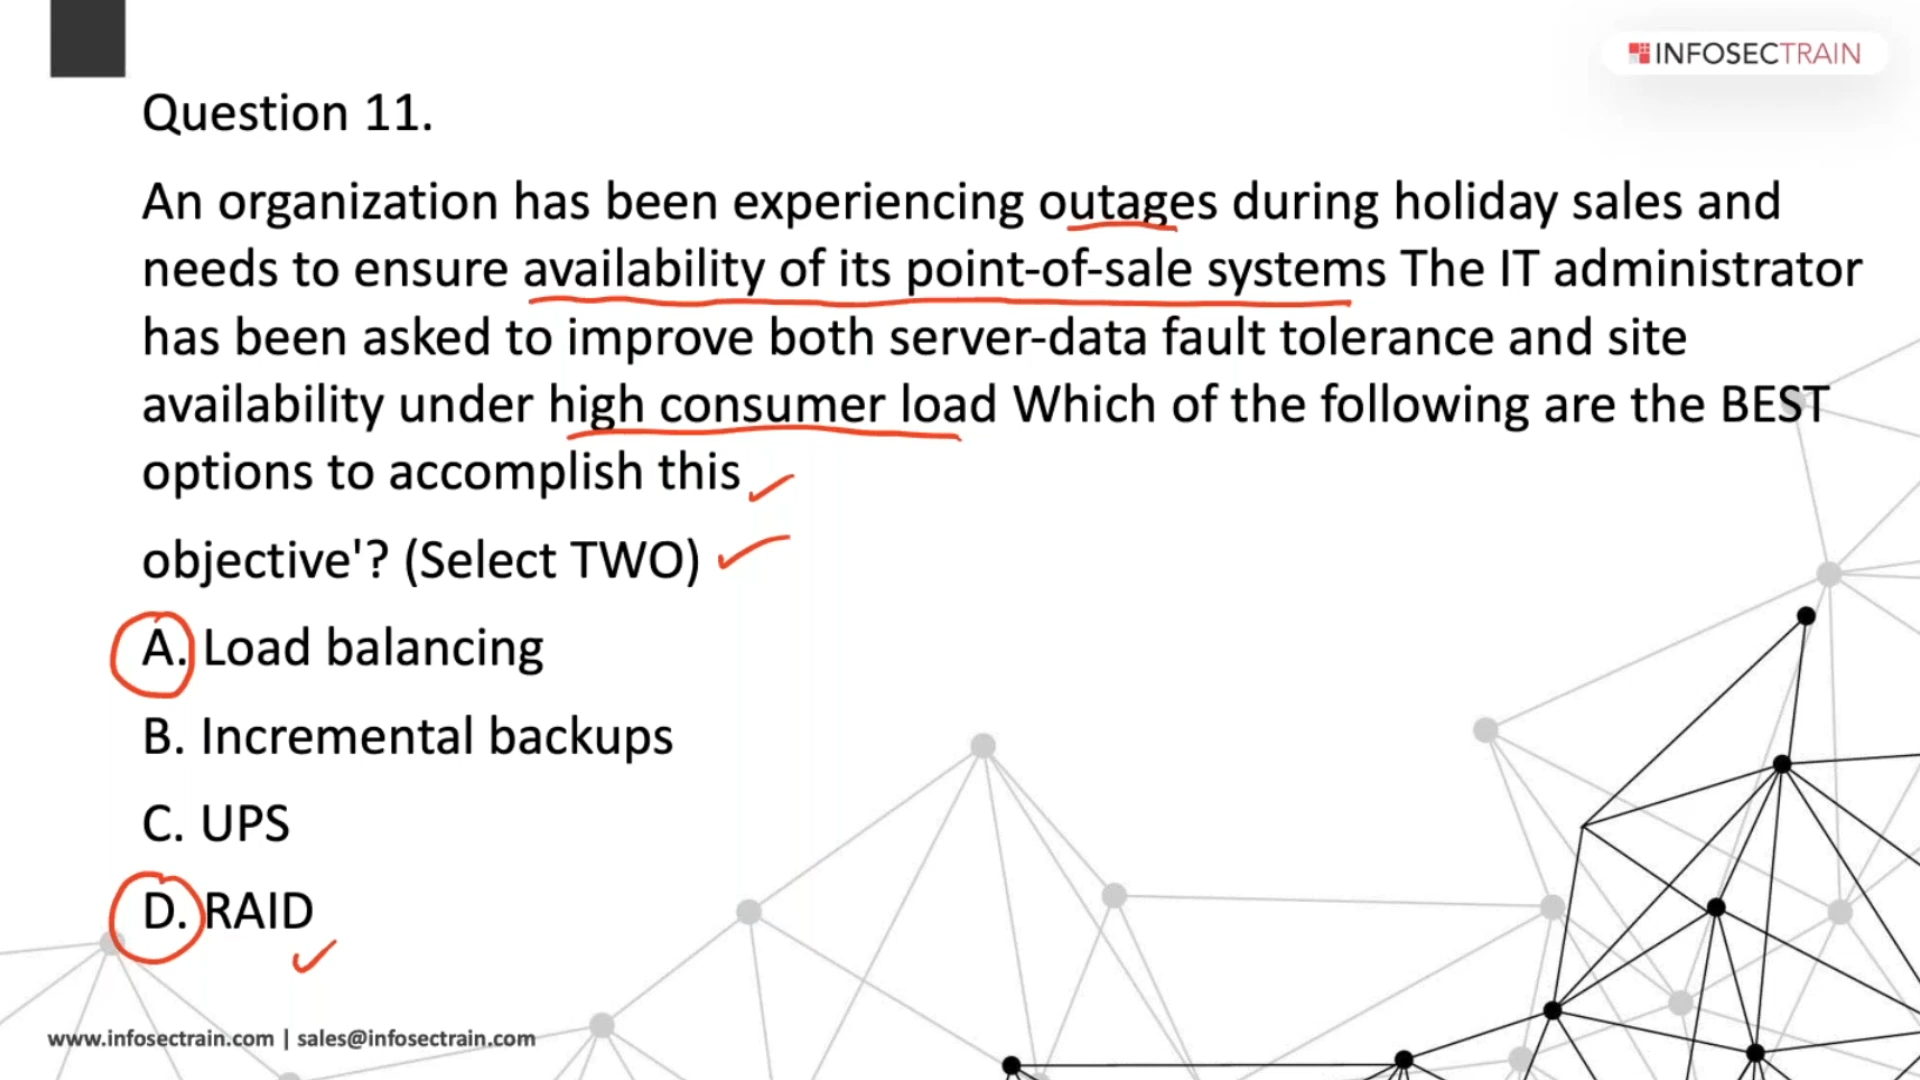 INFOSECTRAIN
Question 11.
An organization has been experiencing outages during holiday sales and
needs to ensure availability of its point-of-sale systems The IT administrator
has been asked to improve both server-data fault tolerance and site
availability under high consumer load Which of the following are the BEST
options to accomplish this
objective'? (Select TWO)
A. Load balancing
B. Incremental backups
C. UPS
D. RAID
www.infosectrain.com | sales@infosectrain.com